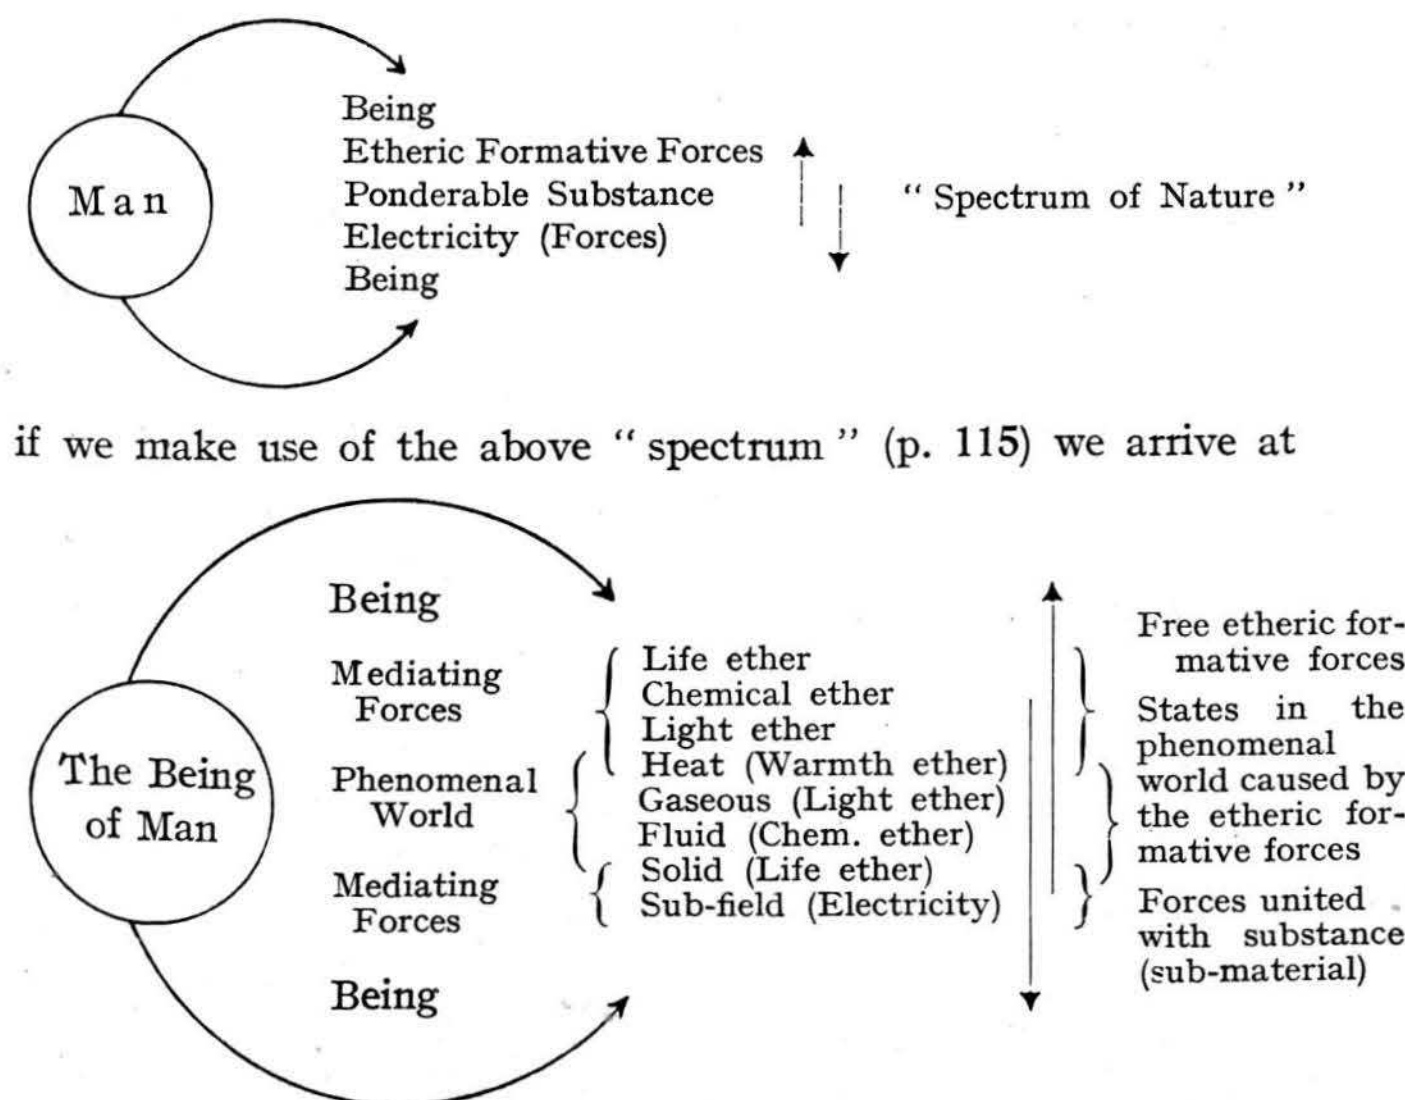 Being
Etheric Formative Forces
Man
Ponderable Substance
“ Spectrum of Nature ”
Electricity (Forces)
Being
if we make use of the above “ spectrum ” (p. 115) we arrive at
The Being
of Man
Being
Mediating
Forces
Phenomenal
World
Mediating
Forces
Being
Life ether
Chemical ether
Light ether
Heat (Warmth ether)
Gaseous (Light ether)
Fluid (Chem. ether)
Solid (Life ether)
Sub-field (Electricity)
Free etheric for-
mative forces
States in the
phenomenal
world caused by
the etheric for-
mative forces
Forces united
with substance
(sub-material)